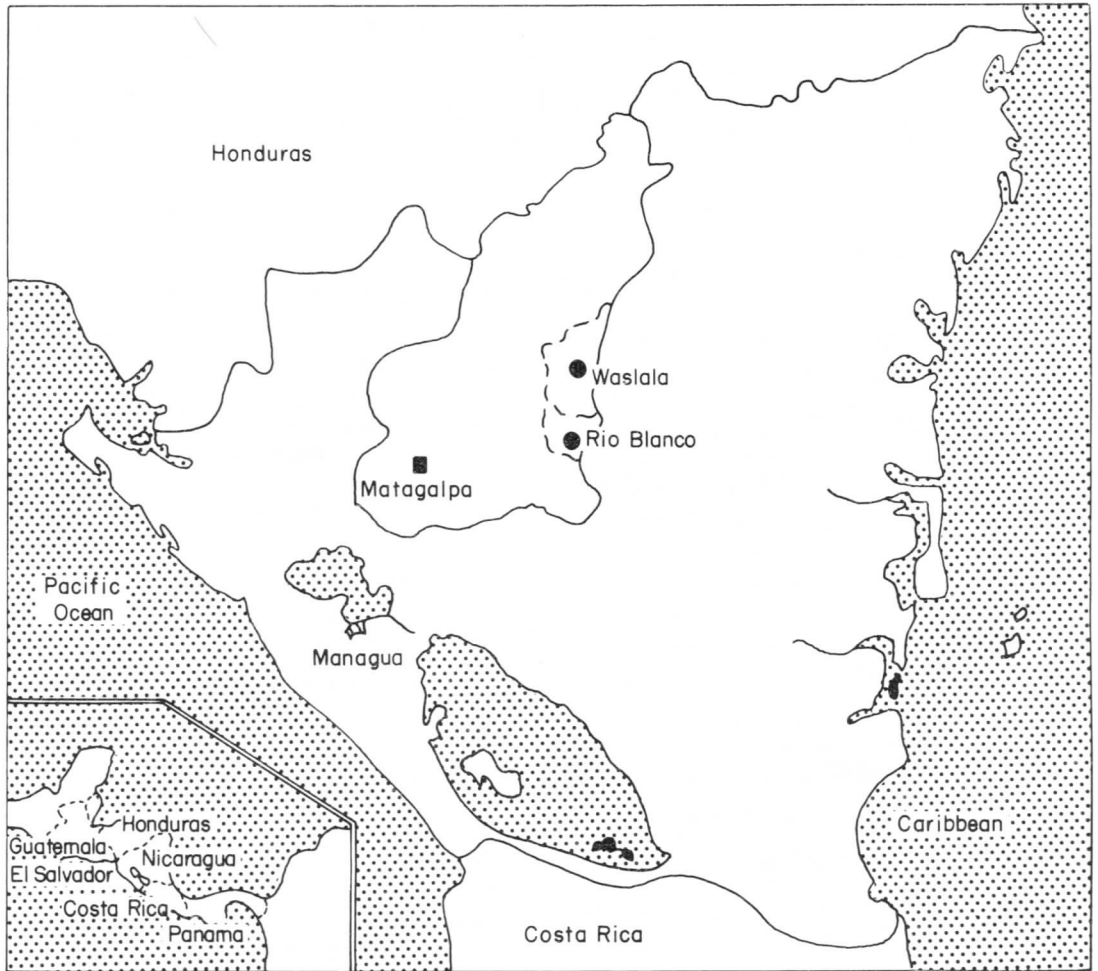 Honduras
Waslala
Rio Blanco
Matagalpa
Pacific
Ocean
Managua
Honduras
Guatemala
Nicaragua
El Salvador
Costa Rica
Panama
Caribbean
Costa Rica